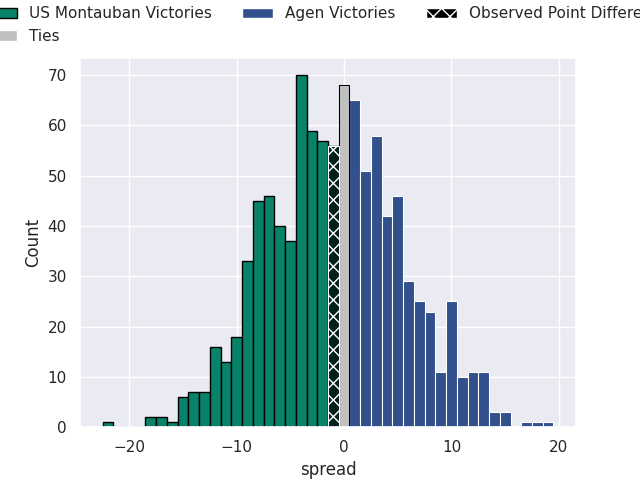 US Montauban Victories
Agen Victories
Observed Point Differe
Ties
70
60
50
40
30
20
10
0
Count
−20
−10
0
10
20
spread